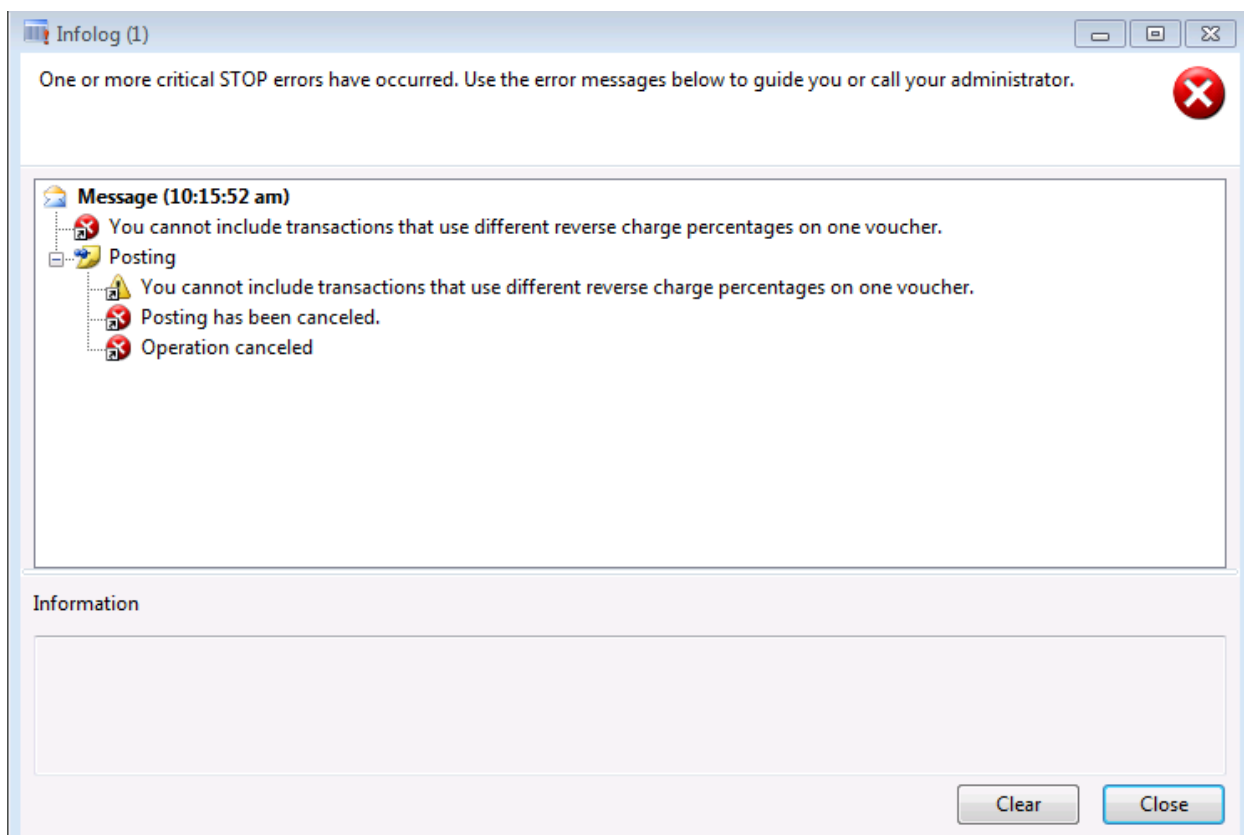 Infolog (1)
One or more critical STOP errors have occurred. Use the error messages below to guide you or call your administrator.
Message (10:15:52 am)
You cannot include transactions that use different reverse charge percentages on one voucher.
Posting
You cannot include transactions that use different reverse charge percentages on one voucher.
Posting has been canceled.
Operation canceled
Information
Clear
Close